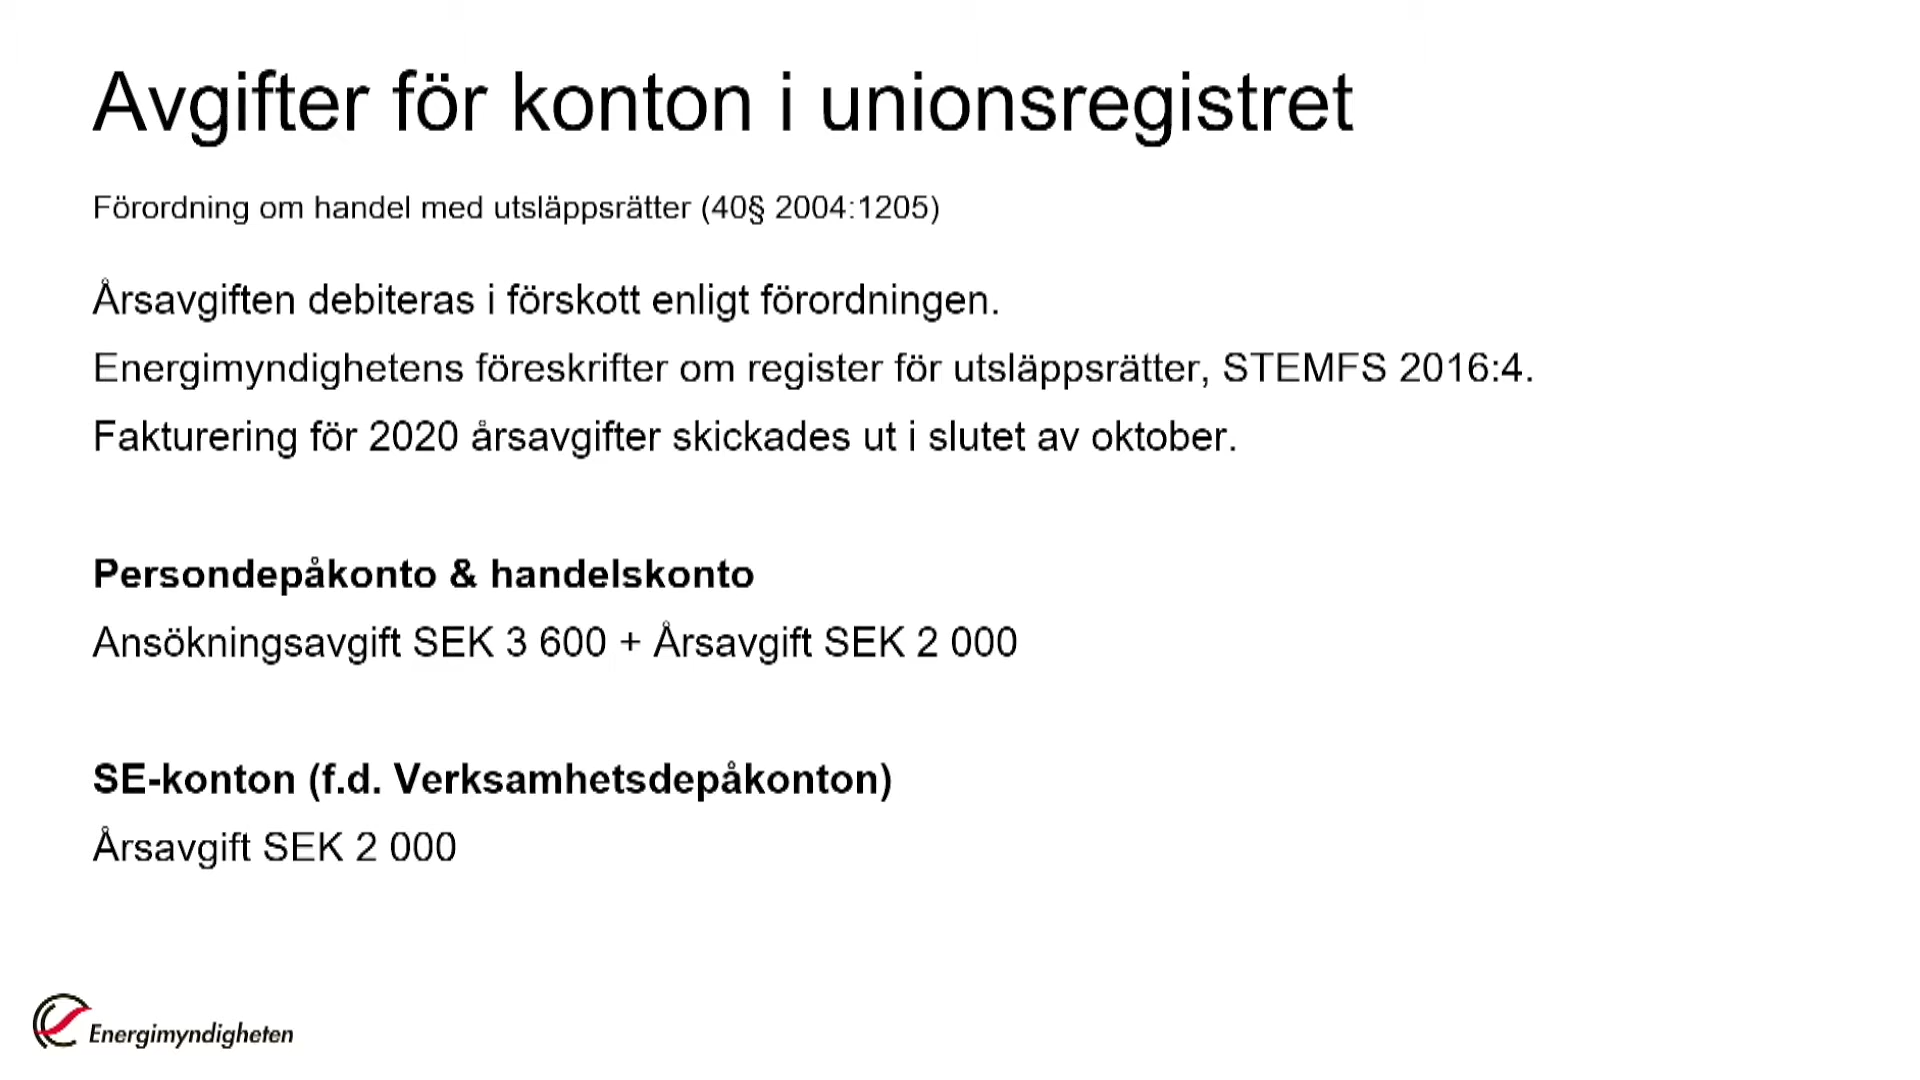 Avgifter för konton i unionsregistret
Förordning om handel med utsläppsrätter (40§ 2004:1205)
Årsavgiften debiteras i förskott enligt förordningen.
Energimyndighetens föreskrifter om register för utsläppsrätter, STEMFS 2016:4.
Fakturering för 2020 årsavgifter skickades ut i slutet av oktober.
Persondepåkonto & handelskonto
Ansökningsavgift SEK 3 600 + Årsavgift SEK 2 000
SE-konton (f.d. Verksamhetsdepåkonton)
Årsavgift SEK 2 000
Energimyndigheten